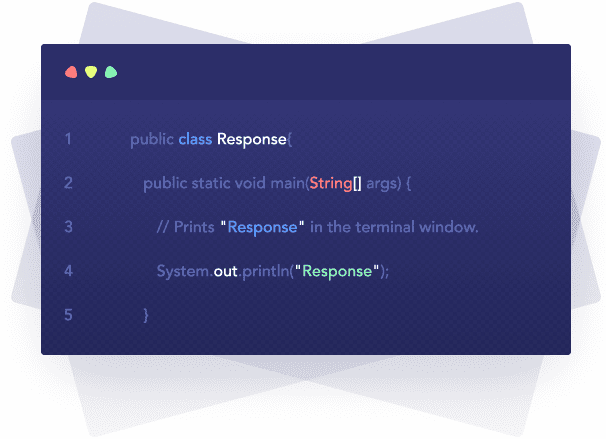 1 public class Response{
2 public static void main(String[] args) {
3 // Prints "Response" in the terminal window.
4 System.out.println("Response");
5 }